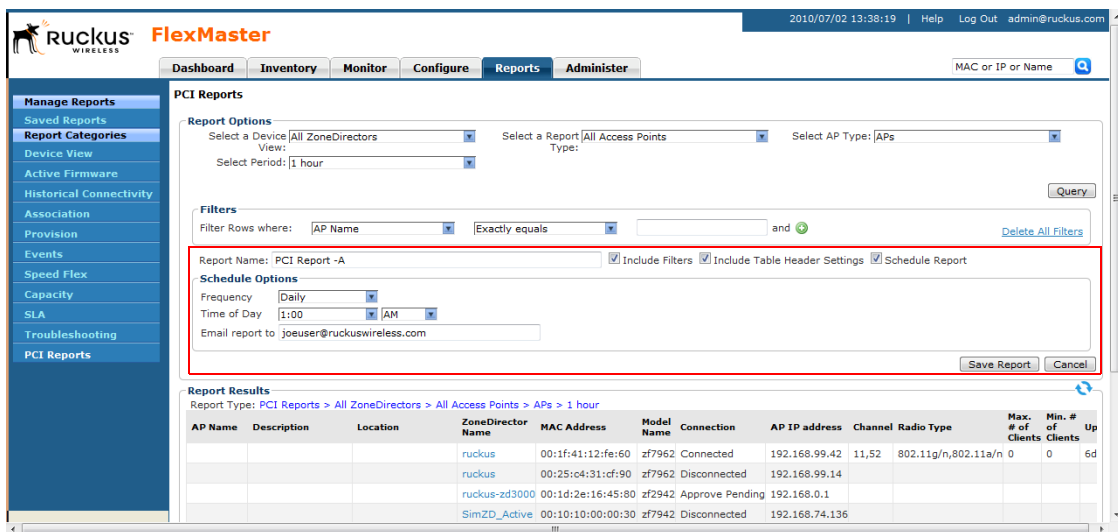 2010/07/02 13:38:19 | Help Log Out admin@ruckus.com
RUCKUS WIRELESS FlexMaster
Dashboard Inventory Monitor Configure Reports Administer MAC or IP or Name
Manage Reports
Saved Reports
Report Categories
Device View
Active Firmware
Historical Connectivity
Association
Provision
Events
Speed Flex
Capacity
SLA
Troubleshooting
PCI Reports
PCI Reports
Report Options
Select a Device View: All ZoneDirectors Select a Report Type: All Access Points Select AP Type: APs
Select Period: 1 hour
Query
Filters
Filter Rows where: AP Name Exactly equals and Delete All Filters
Report Name: PCI Report -A Include Filters Include Table Header Settings Schedule Report
Schedule Options
Frequency Daily
Time of Day 1:00 AM
Email report to joeuser@ruckuswireless.com
Save Report Cancel
Report Results
Report Type: PCI Reports > All ZoneDirectors > All Access Points > APs > 1 hour
AP Name Description Location ZoneDirector Name MAC Address Model Name Connection AP IP address Channel Radio Type Max. # of Clients Min. # of Clients Up
ruckus 00:1f:41:12:fe:60 zf7962 Connected 192.168.99.42 11,52 802.11g/n,802.11a/n 0 0 6d
ruckus 00:25:c4:31:cf:90 zf7962 Disconnected 192.168.99.14
ruckus-zd3000 00:1d:2e:16:45:80 zf2942 Approve Pending 192.168.0.1
SimZD_Active 00:10:10:00:00:30 zf7942 Disconnected 192.168.74.136